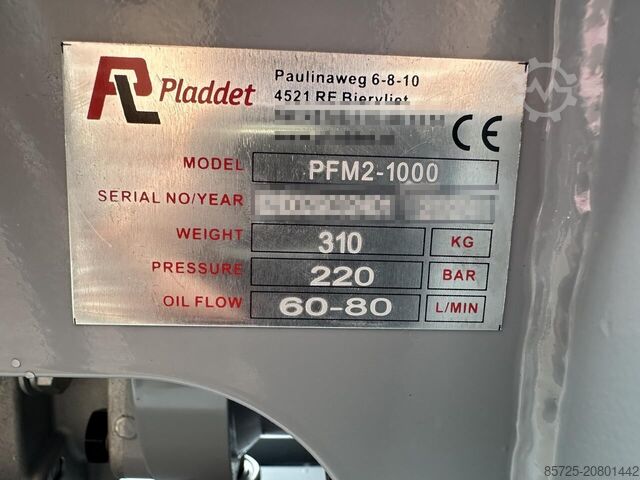 PL Pladdet
Paulinaweg 6-8-10
4521 RE Biervliet
CE
MODEL PFM2-1000
SERIAL NO/YEAR
WEIGHT 310 KG
PRESSURE 220 BAR
OIL FLOW 60-80 L/MIN
85725-20801442